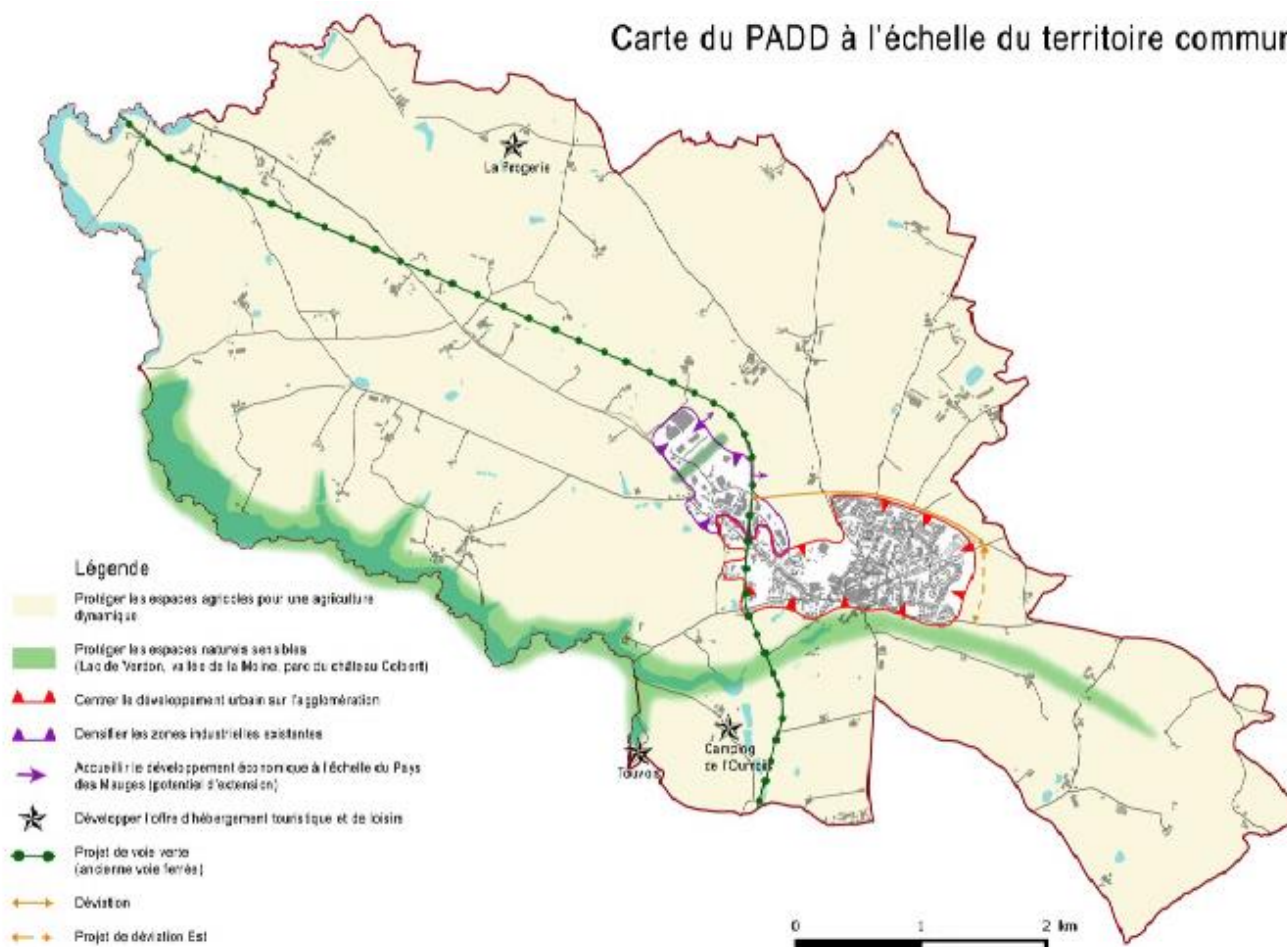 Carte du PADD à l'échelle du territoire commun
La Frogerie
Camping
de l'Oumois
Touvois
Légende
Protéger les espaces agricoles pour une agriculture
dynamique
Protéger les espaces naturels sensibles
(Lac de Verdon, vallée de la Moine, parc du château Colbert)
Centrer le développement urbain sur l'agglomération
Densifier les zones industrielles existantes
Accueillir le développement économique à l'échelle du Pays
des Mauges (potentiel d'extension)
Développer l'offre d'hébergement touristique et de loisirs
Projet de voie verte
(ancienne voie ferrée)
Déviation
Projet de déviation Est
0 1 2 km